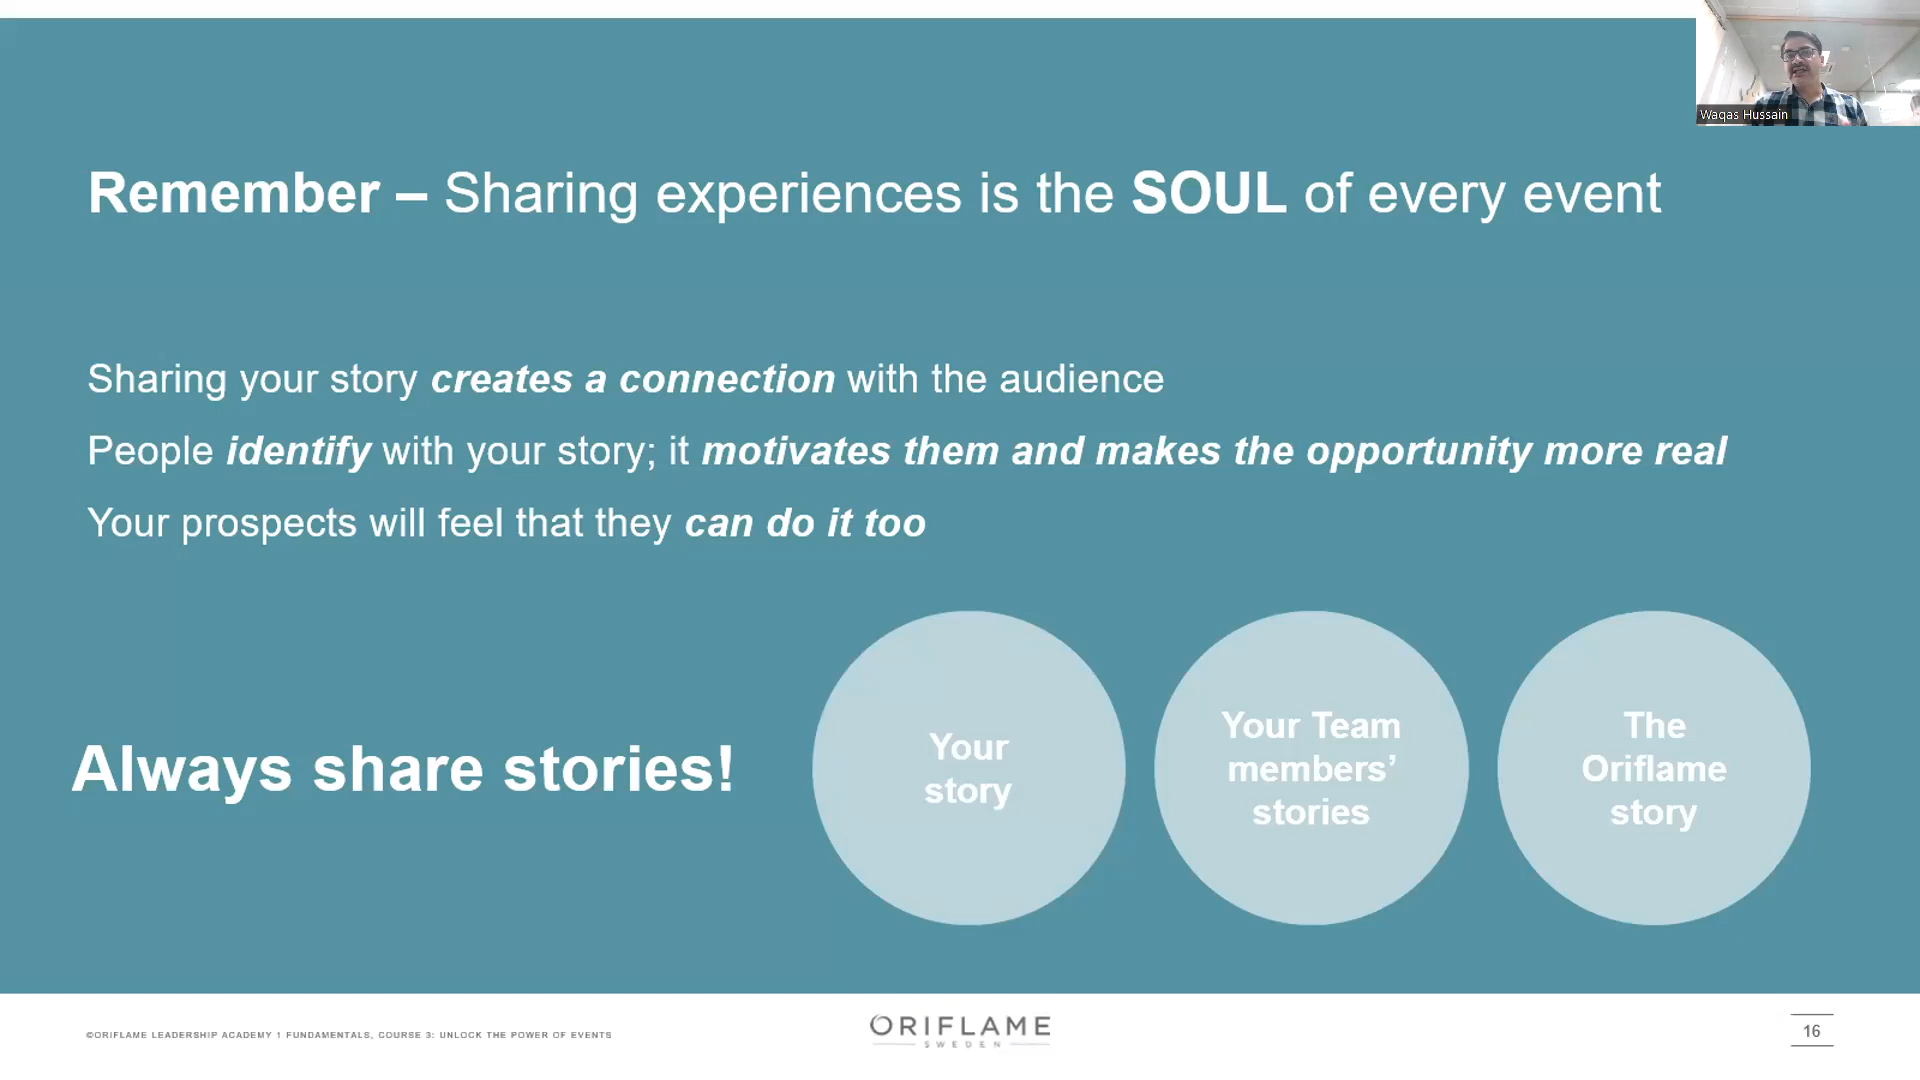 Waqas Hussain
Remember – Sharing experiences is the SOUL of every event
Sharing your story creates a connection with the audience
People identify with your story; it motivates them and makes the opportunity more real
Your prospects will feel that they can do it too
Always share stories!
Your
story
Your Team
members’
stories
The
Oriflame
story
©ORIFLAME LEADERSHIP ACADEMY 1 FUNDAMENTALS, COURSE 3: UNLOCK THE POWER OF EVENTS
ORIFLAME
SWEDEN
16